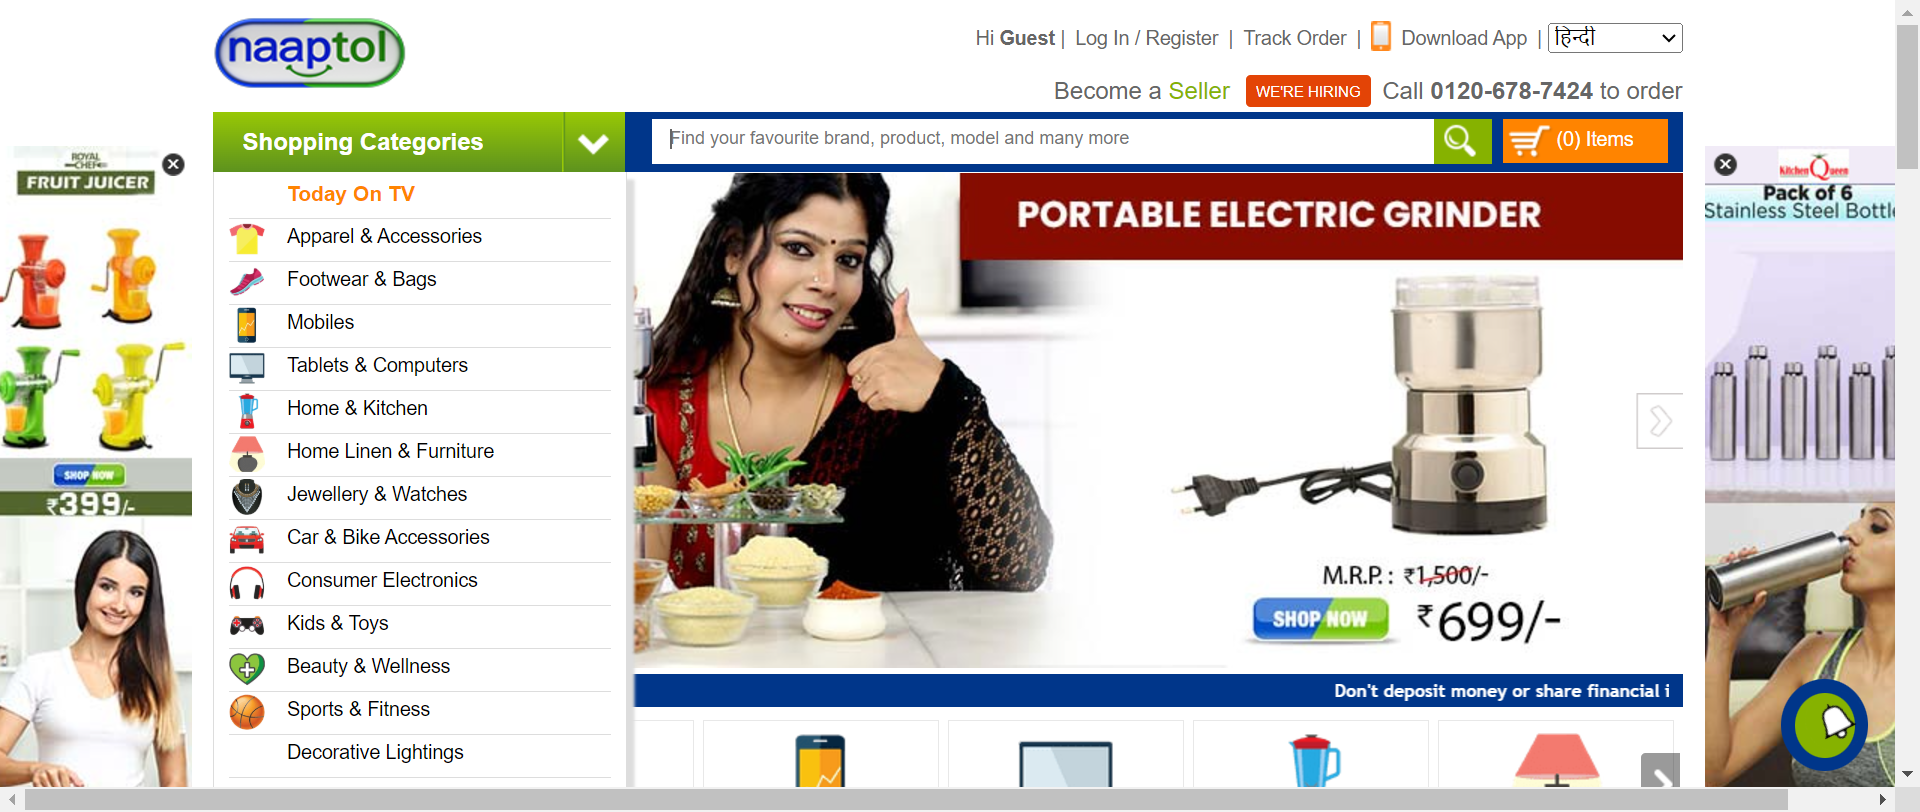 naaptol
Hi Guest | Log In / Register | Track Order | Download App | हिन्दी
Become a Seller WE'RE HIRING Call 0120-678-7424 to order
Shopping Categories
Find your favourite brand, product, model and many more
(0) Items
ROYAL
CHEF
FRUIT JUICER
SHOP NOW
₹399/-
Today On TV
Apparel & Accessories
Footwear & Bags
Mobiles
Tablets & Computers
Home & Kitchen
Home Linen & Furniture
Jewellery & Watches
Car & Bike Accessories
Consumer Electronics
Kids & Toys
Beauty & Wellness
Sports & Fitness
Decorative Lightings
PORTABLE ELECTRIC GRINDER
M.R.P.: ₹1,500/-
SHOP NOW ₹699/-
Don't deposit money or share financial i
Kitchen Queen
Pack of 6
Stainless Steel Bottl